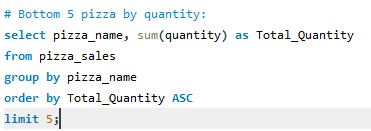 # Bottom 5 pizza by quantity:
select pizza_name, sum(quantity) as Total_Quantity
from pizza_sales
group by pizza_name
order by Total_Quantity ASC
limit 5;